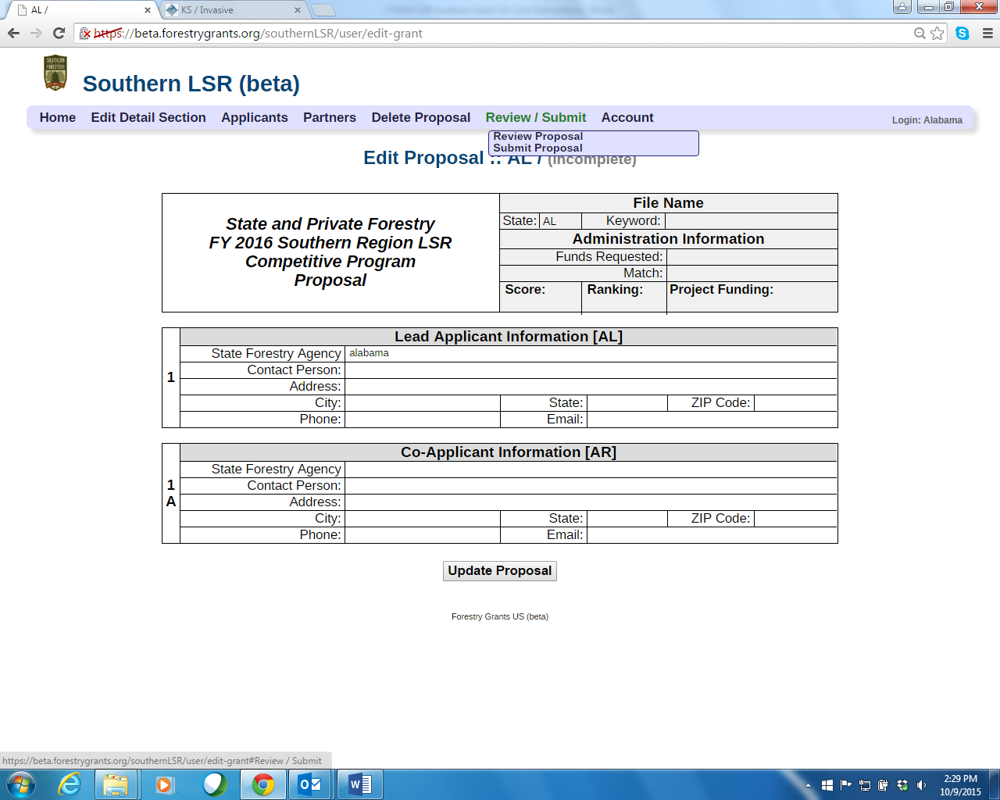 AL /
KS / Invasive
https://beta.forestrygrants.org/southernLSR/user/edit-grant
SOUTHERN
FORESTERS
Southern LSR (beta)
Home Edit Detail Section Applicants Partners Delete Proposal Review / Submit Account Login: Alabama
Review Proposal
Submit Proposal
Edit Proposal :: AL / (incomplete)
State and Private Forestry
FY 2016 Southern Region LSR
Competitive Program
Proposal
File Name
State: AL Keyword:
Administration Information
Funds Requested:
Match:
Score: Ranking: Project Funding:
Lead Applicant Information [AL]
1
State Forestry Agency alabama
Contact Person:
Address:
City: State: ZIP Code:
Phone: Email:
Co-Applicant Information [AR]
1
A
State Forestry Agency
Contact Person:
Address:
City: State: ZIP Code:
Phone: Email:
Update Proposal
Forestry Grants US (beta)
https://beta.forestrygrants.org/southernLSR/user/edit-grant#Review / Submit
2:29 PM
10/9/2015